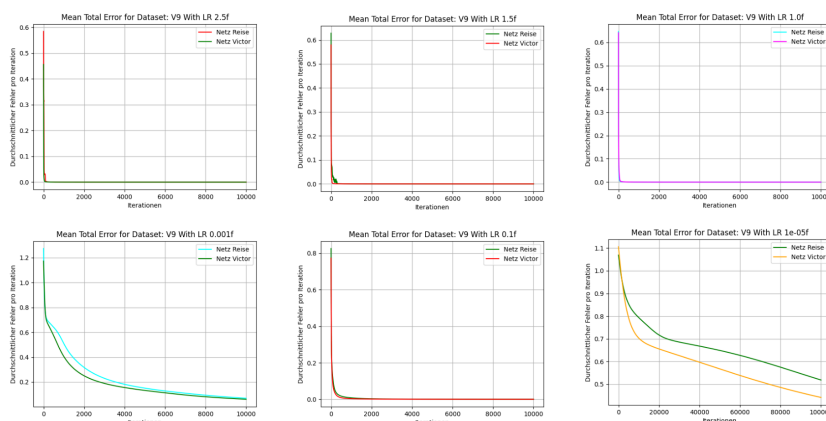 Mean Total Error for Dataset: V9 With LR 2.5f
Durchschnittlicher Fehler pro Iteration
0.6
0.5
0.4
0.3
0.2
0.1
0.0
Netz Reise
Netz Victor
0 2000 4000 6000 8000 10000
Iterationen
Mean Total Error for Dataset: V9 With LR 1.5f
Durchschnittlicher Fehler pro Iteration
0.6
0.5
0.4
0.3
0.2
0.1
0.0
Netz Reise
Netz Victor
0 2000 4000 6000 8000 10000
Iterationen
Mean Total Error for Dataset: V9 With LR 1.0f
Durchschnittlicher Fehler pro Iteration
0.6
0.5
0.4
0.3
0.2
0.1
0.0
Netz Reise
Netz Victor
0 2000 4000 6000 8000 10000
Iterationen
Mean Total Error for Dataset: V9 With LR 0.001f
Durchschnittlicher Fehler pro Iteration
1.2
1.0
0.8
0.6
0.4
0.2
Netz Reise
Netz Victor
0 2000 4000 6000 8000 10000
Mean Total Error for Dataset: V9 With LR 0.1f
Durchschnittlicher Fehler pro Iteration
0.8
0.6
0.4
0.2
0.0
Netz Reise
Netz Victor
0 2000 4000 6000 8000 10000
Mean Total Error for Dataset: V9 With LR 1e-05f
Durchschnittlicher Fehler pro Iteration
1.1
1.0
0.9
0.8
0.7
0.6
0.5
Netz Reise
Netz Victor
0 20000 40000 60000 80000 100000
Iterationen